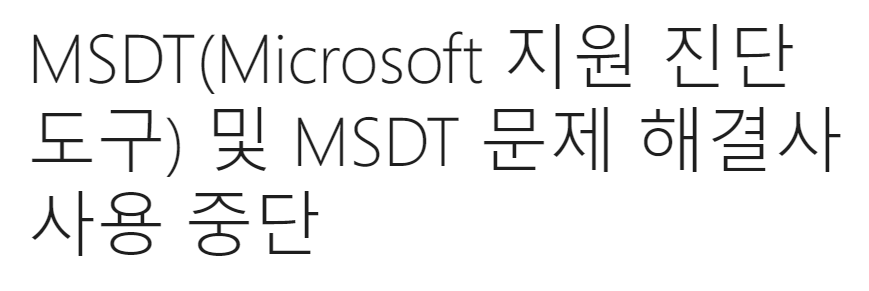 MSDT(Microsoft 지원 진단
도구) 및 MSDT 문제 해결사
사용 중단